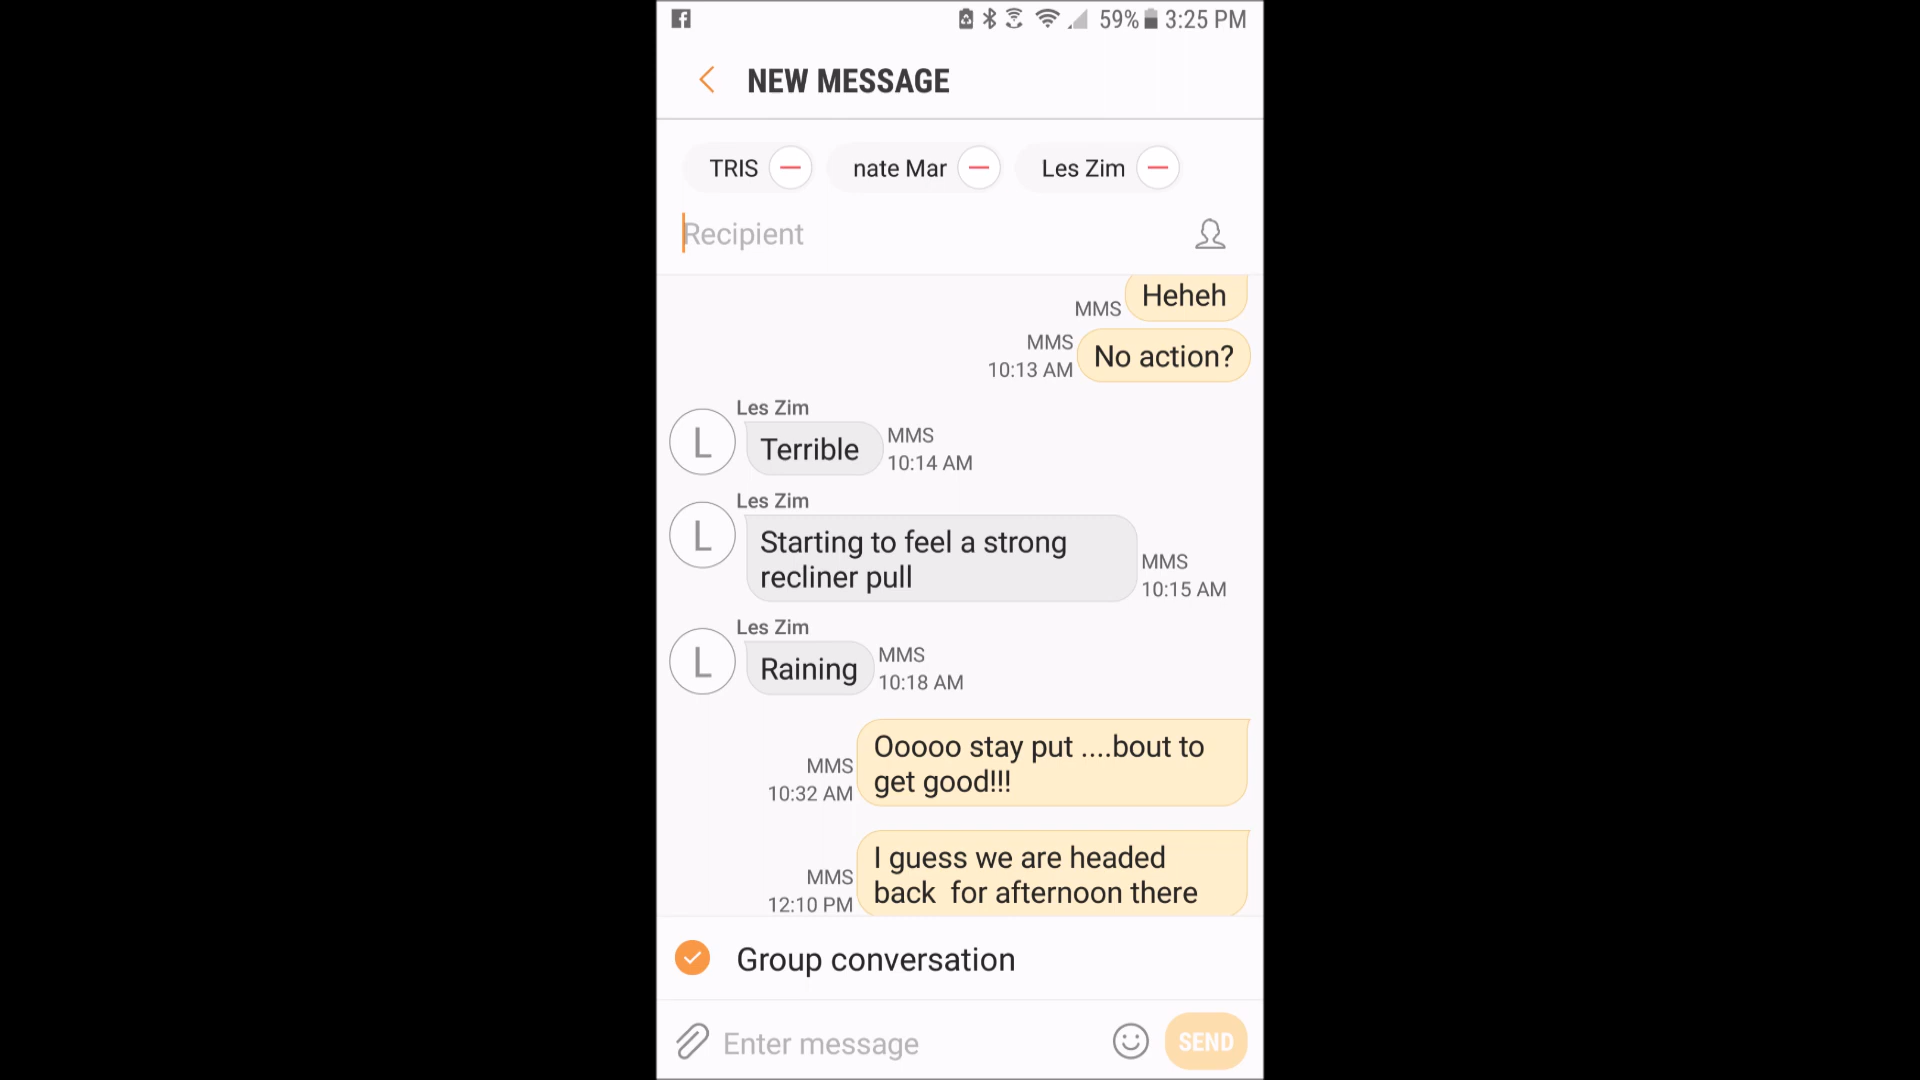 59% 3:25 PM
NEW MESSAGE
TRIS nate Mar Les Zim
Recipient
MMS Heheh
MMS
10:13 AM No action?
Les Zim
L Terrible MMS
10:14 AM
Les Zim
L Starting to feel a strong
recliner pull MMS
10:15 AM
Les Zim
L Raining MMS
10:18 AM
Ooooo stay put ....bout to
MMS get good!!!
10:32 AM
I guess we are headed
MMS back for afternoon there
12:10 PM
Group conversation
Enter message SEND